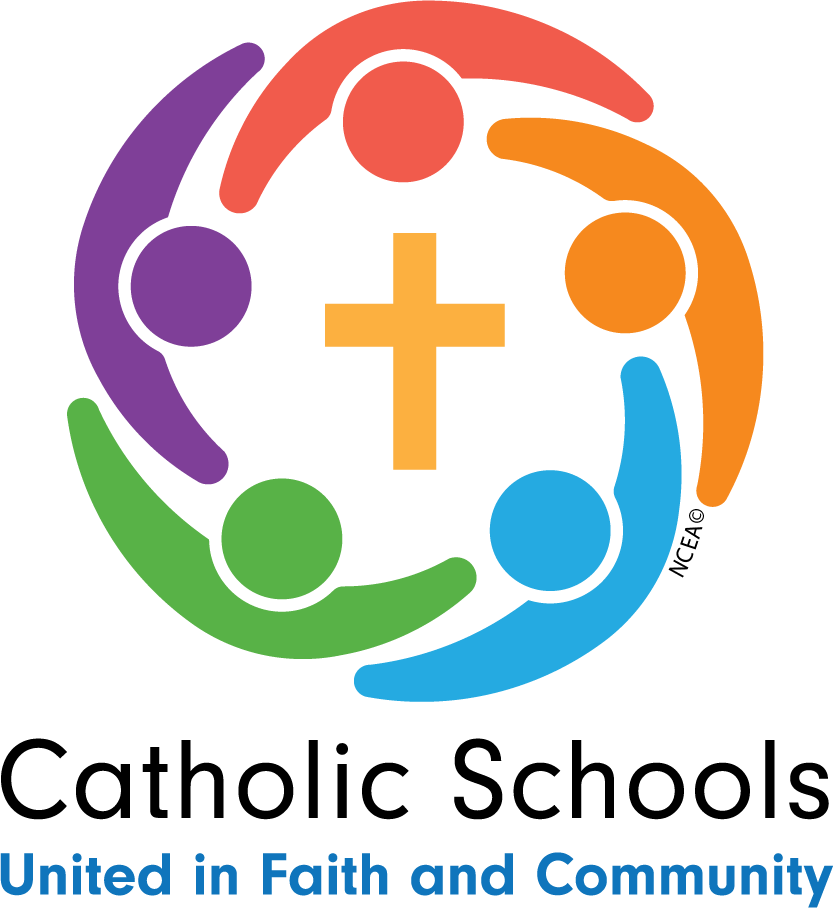 NCEA©
Catholic Schools
United in Faith and Community